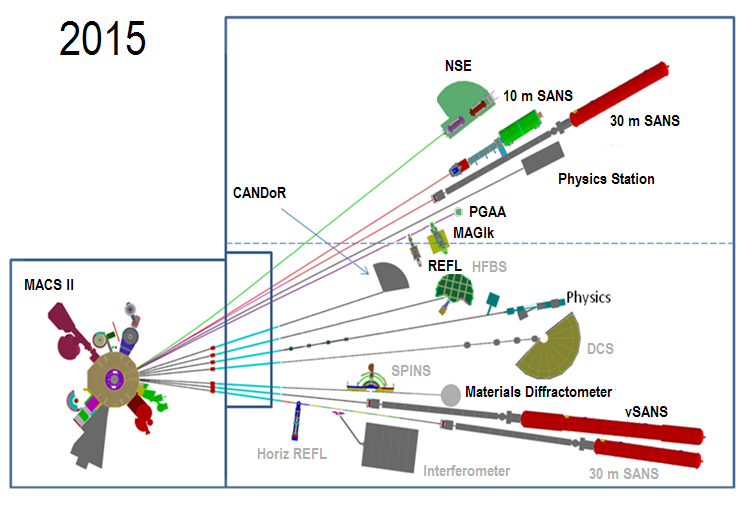 2015
NSE
10 m SANS
30 m SANS
Physics Station
CANDoR
PGAA
MAGIk
REFL
HFBS
MACS II
Physics
DCS
SPINS
Materials Diffractometer
vSANS
Horiz REFL
Interferometer
30 m SANS